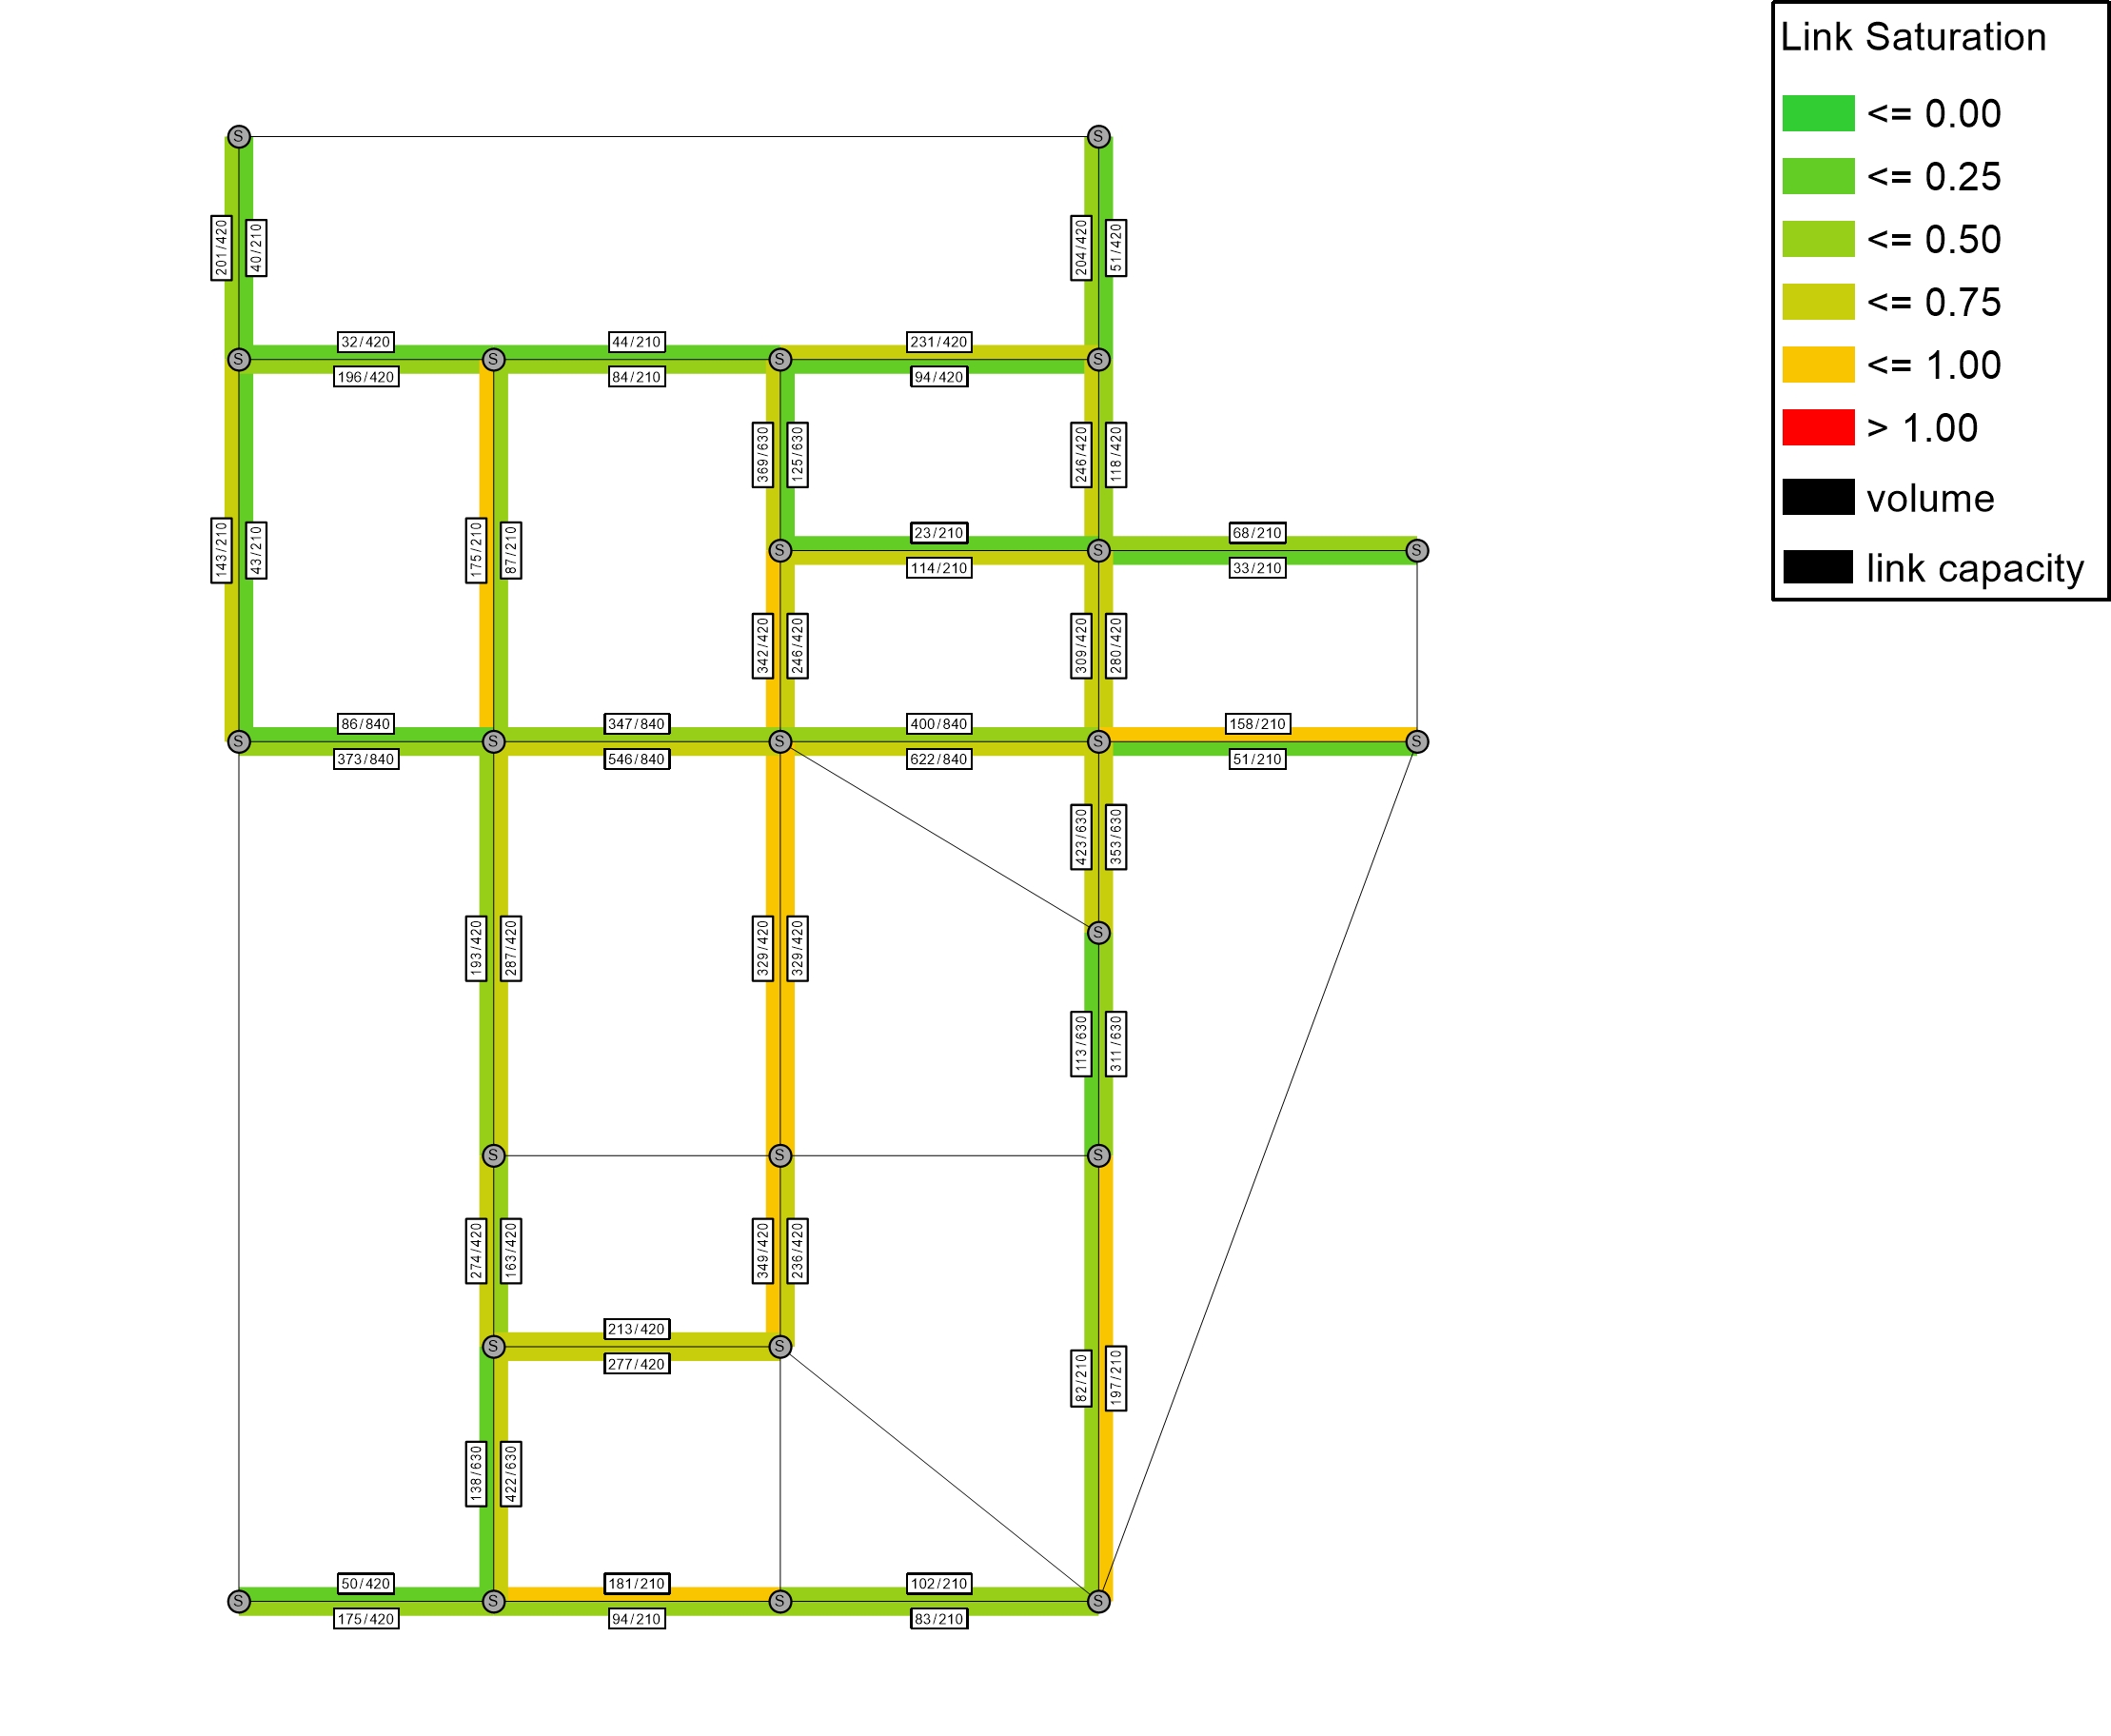 Link Saturation
<= 0.00
<= 0.25
<= 0.50
<= 0.75
<= 1.00
> 1.00
volume
link capacity
S
S
201/420
40/210
204/420
51/420
32/420
44/210
231/420
S
S
S
S
196/420
84/210
94/420
369/630
125/630
246/420
118/420
143/210
43/210
175/210
87/210
23/210
68/210
S
S
S
114/210
33/210
342/420
246/420
309/420
280/420
86/840
347/840
400/840
158/210
S
S
S
S
S
373/840
546/840
622/840
51/210
423/630
353/630
193/420
287/420
329/420
329/420
S
113/630
311/630
S
S
S
274/420
163/420
349/420
236/420
213/420
S
S
277/420
82/210
197/210
138/630
422/630
50/420
181/210
102/210
S
S
S
S
175/420
94/210
83/210